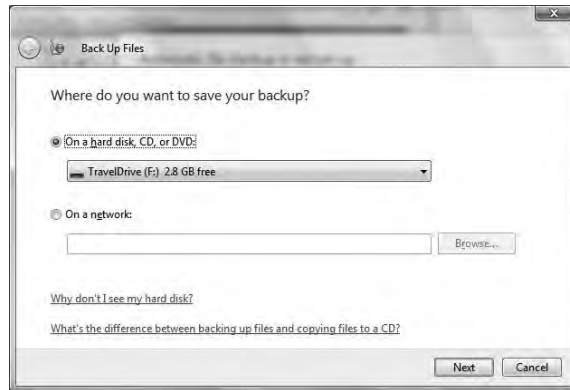 Back Up Files
Where do you want to save your backup?
On a hard disk, CD, or DVD:
TravelDrive (F:) 2.8 GB free
On a network:
Browse...
Why don't I see my hard disk?
What's the difference between backing up files and copying files to a CD?
Next Cancel